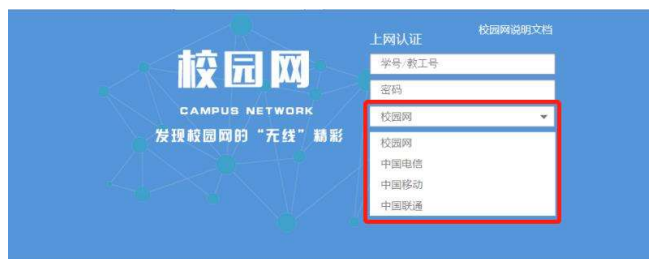 校园网
CAMPUS NETWORK
发现校园网的“无线”精彩
上网认证
校园网说明文档
学号/教工号
密码
校园网
校园网
中国电信
中国移动
中国联通